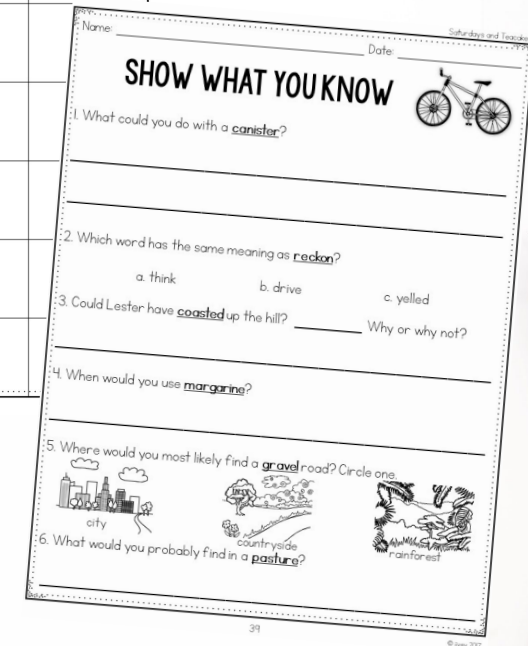 Saturdays and Teacakes
Name:
Date:
SHOW WHAT YOU KNOW
1. What could you do with a canister?
2. Which word has the same meaning as reckon?
a. think b. drive c. yelled
3. Could Lester have coasted up the hill? ________ Why or why not?
4. When would you use margarine?
5. Where would you most likely find a gravel road? Circle one.
city countryside rainforest
6. What would you probably find in a pasture?
39